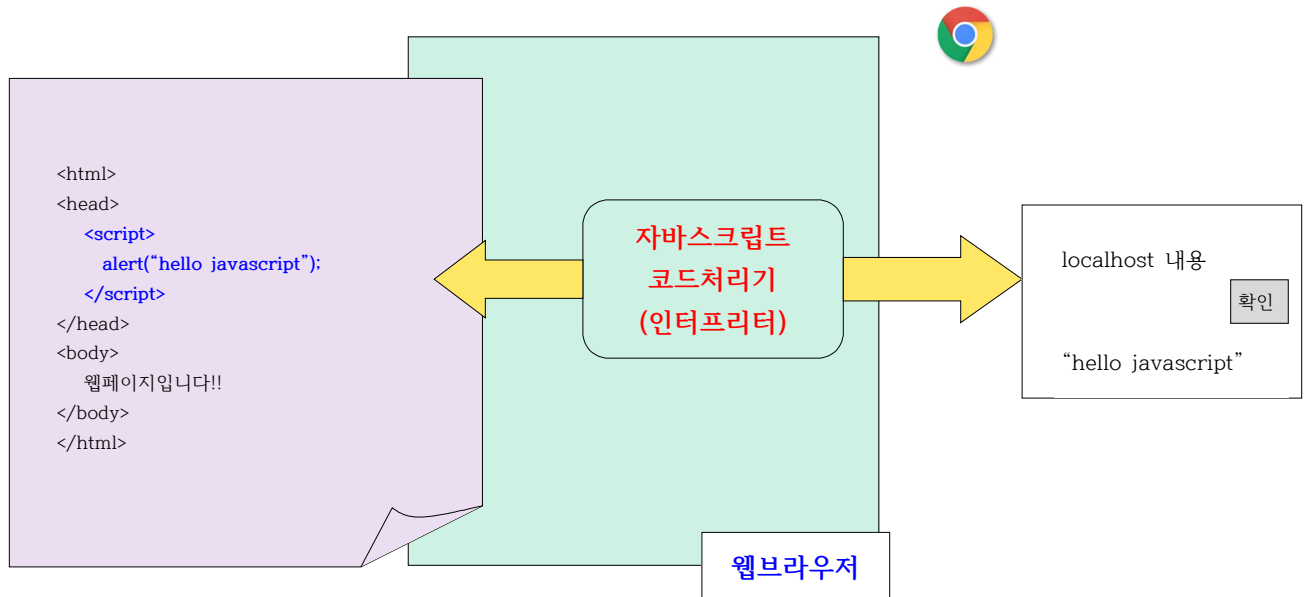 <html>
<head>
<script>
alert(“hello javascript”);
</script>
</head>
<body>
웹페이지입니다!!
</body>
</html>
자바스크립트
코드처리기
(인터프리터)
웹브라우저
localhost 내용
확인
“hello javascript”